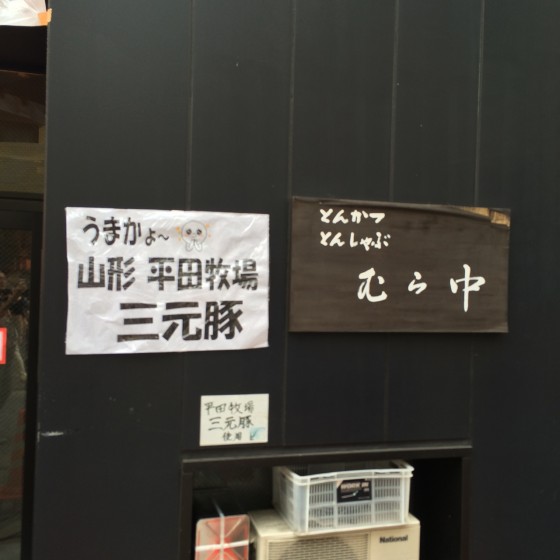 うまかよ〜
山形 平田牧場
三元豚
とんかつ
とんしゃぶ
むら中
平田牧場
三元豚
使用
National